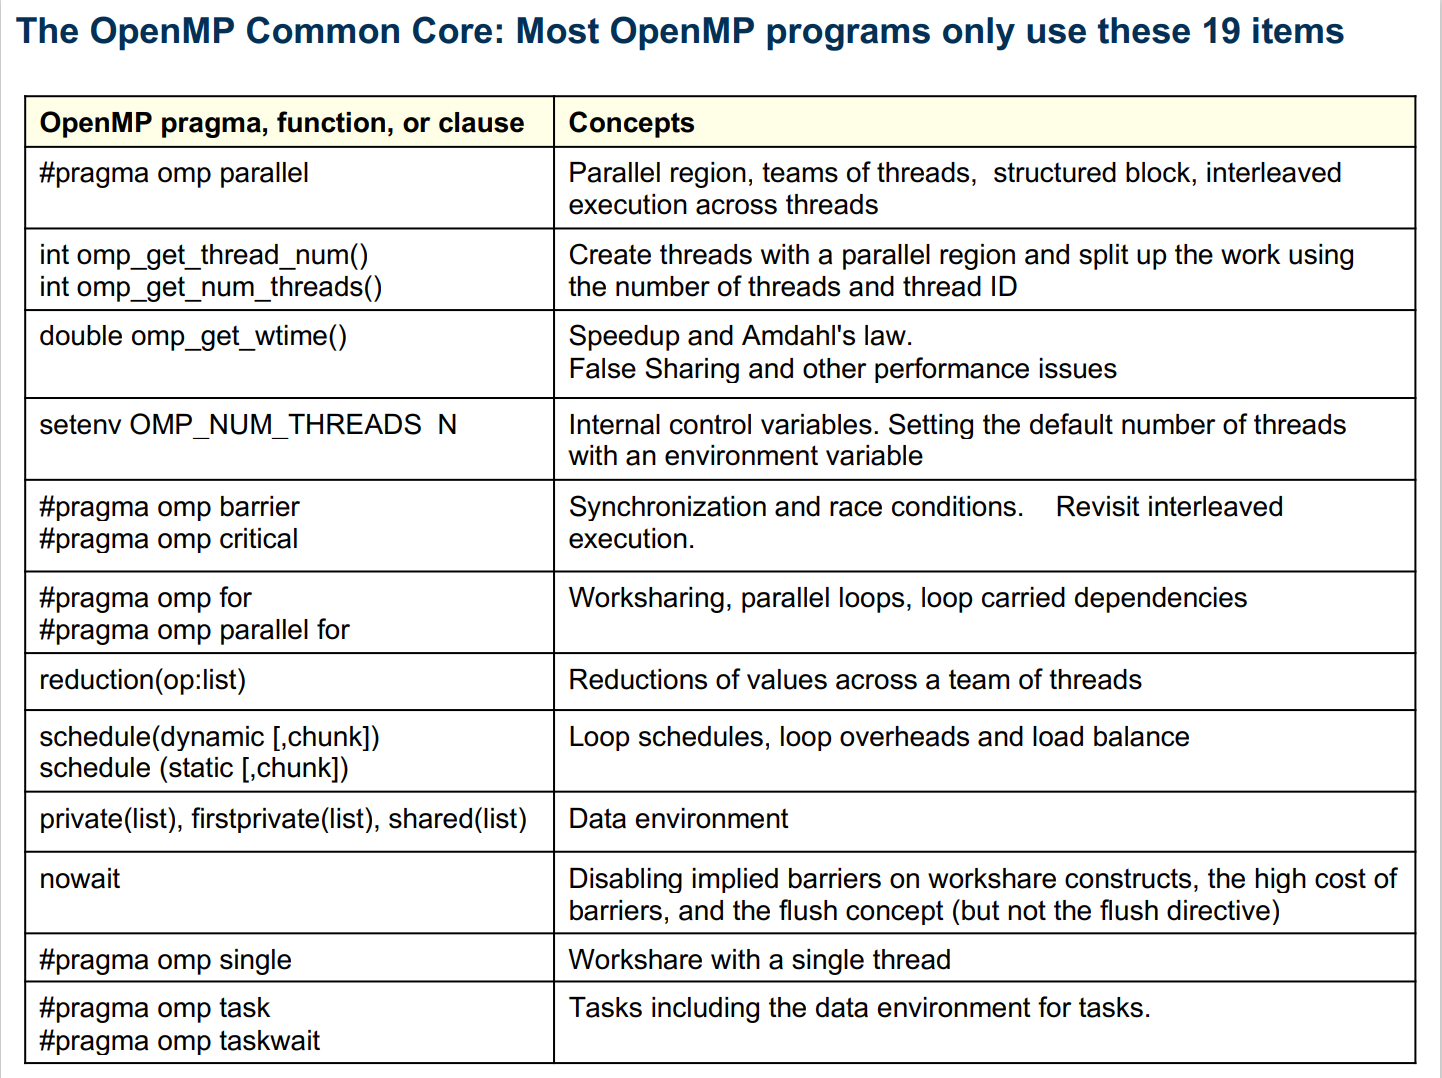 The OpenMP Common Core: Most OpenMP programs only use these 19 items
OpenMP pragma, function, or clause
Concepts
#pragma omp parallel
Parallel region, teams of threads,  structured block, interleaved
execution across threads
int omp_get_thread_num()
int omp_get_num_threads()
Create threads with a parallel region and split up the work using
the number of threads and thread ID
double omp_get_wtime()
Speedup and Amdahl's law.
False Sharing and other performance issues
setenv OMP_NUM_THREADS  N
Internal control variables. Setting the default number of threads
with an environment variable
#pragma omp barrier
#pragma omp critical
Synchronization and race conditions.    Revisit interleaved
execution.
#pragma omp for
#pragma omp parallel for
Worksharing, parallel loops, loop carried dependencies
reduction(op:list)
Reductions of values across a team of threads
schedule(dynamic [,chunk])
schedule (static [,chunk])
Loop schedules, loop overheads and load balance
private(list), firstprivate(list), shared(list)
Data environment
nowait
Disabling implied barriers on workshare constructs, the high cost of
barriers, and the flush concept (but not the flush directive)
#pragma omp single
Workshare with a single thread
#pragma omp task
#pragma omp taskwait
Tasks including the data environment for tasks.